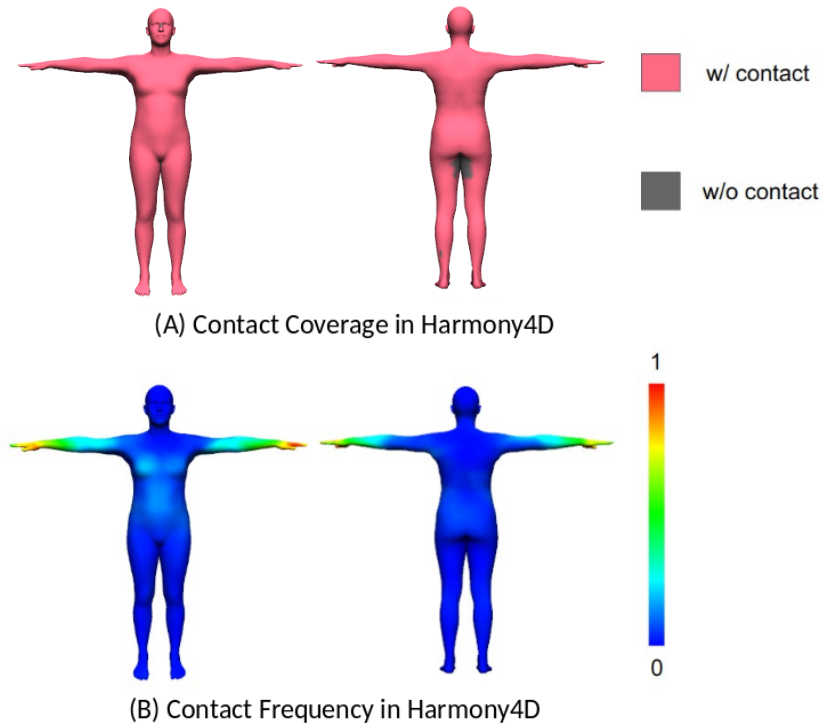 w/ contact
w/o contact
(A) Contact Coverage in Harmony4D
1
0
(B) Contact Frequency in Harmony4D